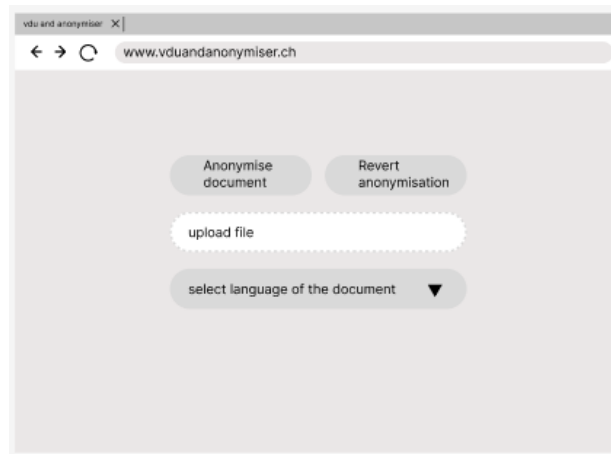 vdu and anonymiser
www.vduandanonymiser.ch
Anonymise
document
Revert
anonymisation
upload file
select language of the document